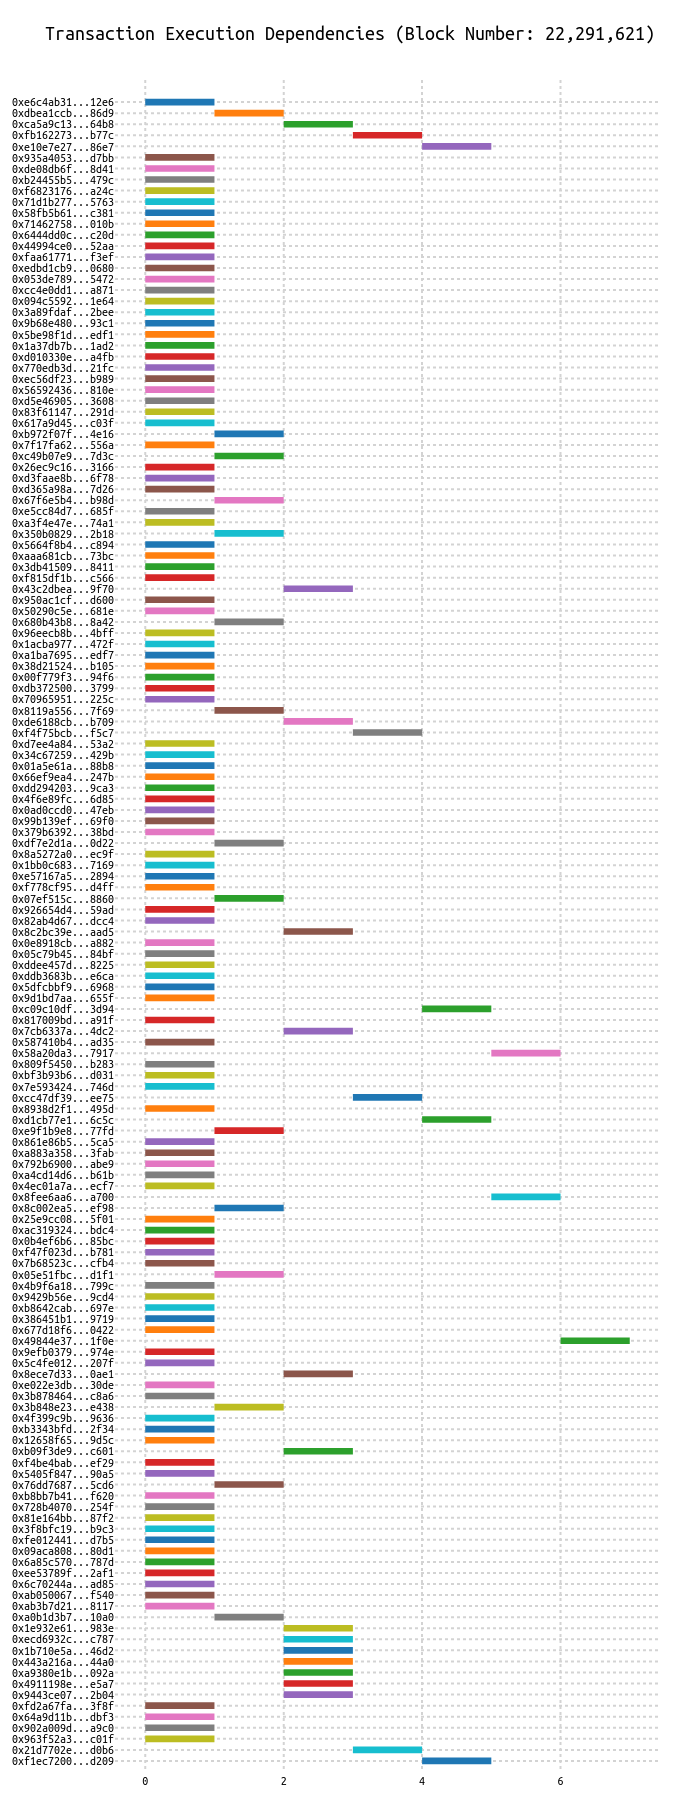 Transaction Execution Dependencies (Block Number: 22,291,621)
0xe6c4ab31...12e6
0xdbea1ccb...86d9
0xca5a9c13...64b8
0xfb162273...b77c
0xe10e7e27...86e7
0x935a4053...d7bb
0xde08db6f...8d41
0xb24455b5...479c
0xf6823176...a24c
0x71d1b277...5763
0x58fb5b61...c381
0x71462758...010b
0x6444dd0c...c20d
0x44994ce0...52aa
0xfaa61771...f3ef
0xedbd1cb9...0680
0x053de789...5472
0xcc4e0dd1...a871
0x094c5592...1e64
0x3a89fdaf...2bee
0x9b68e480...93c1
0x5be98f1d...edf1
0x1a37db7b...1ad2
0xd010330e...a4fb
0x770edb3d...21fc
0xec56df23...b989
0x56592436...810e
0xd5e46905...3608
0x83f61147...291d
0x617a9d45...c03f
0xb972f07f...4e16
0x7f17fa62...556a
0xc49b07e9...7d3c
0x26ec9c16...3166
0xd3faae8b...6f78
0xd365a98a...7d26
0x67f6e5b4...b98d
0xe5cc84d7...685f
0xa3f4e47e...74a1
0x350b0829...2b18
0x5664f8b4...c894
0xaaa681cb...73bc
0x3db41509...8411
0xf815df1b...c566
0x43c2dbea...9f70
0x950ac1cf...d600
0x50290c5e...681e
0x680b43b8...8a42
0x96eecb8b...4bff
0x1acba977...472f
0xa1ba7695...edf7
0x38d21524...b105
0x00f779f3...94f6
0xdb372500...3799
0x70965951...225c
0x8119a556...7f69
0xde6188cb...b709
0xf4f75bcb...f5c7
0xd7ee4a84...53a2
0x34c67259...429b
0x01a5e61a...88b8
0x66ef9ea4...247b
0xdd294203...9ca3
0x4f6e89fc...6d85
0x0ad0ccd0...47eb
0x99b139ef...69f0
0x379b6392...38bd
0xdf7e2d1a...0d22
0x8a5272a0...ec9f
0x1bb0c683...7169
0xe57167a5...2894
0xf778cf95...d4ff
0x07ef515c...8860
0x926654d4...59ad
0x82ab4d67...dcc4
0x8c2bc39e...aad5
0x0e8918cb...a882
0x05c79b45...84bf
0xddee457d...8225
0xddb3683b...e6ca
0x5dfcbbf9...6968
0x9d1bd7aa...655f
0xc09c10df...3d94
0x817009bd...a91f
0x7cb6337a...4dc2
0x587410b4...ad35
0x58a20da3...7917
0x809f5450...b283
0xbf3b93b6...d031
0x7e593424...746d
0xcc47df39...ee75
0x8938d2f1...495d
0xd1cb77e1...6c5c
0xe9f1b9e8...77fd
0x861e86b5...5ca5
0xa883a358...3fab
0x792b6900...abe9
0xa4cd14d6...b61b
0x4ec01a7a...ecf7
0x8fee6aa6...a700
0x8c002ea5...ef98
0x25e9cc08...5f01
0xac319324...bdc4
0x0b4ef6b6...85bc
0xf47f023d...b781
0x7b68523c...cfb4
0x05e51fbc...d1f1
0x4b9f6a18...799c
0x9429b56e...9cd4
0xb8642cab...697e
0x386451b1...9719
0x677d18f6...0422
0x49844e37...1f0e
0x9efb0379...974e
0x5c4fe012...207f
0x8ece7d33...0ae1
0xe022e3db...30de
0x3b878464...c8a6
0x3b848e23...e438
0x4f399c9b...9636
0xb3343bfd...2f34
0x12658f65...9d5c
0xb09f3de9...c601
0xf4be4bab...ef29
0x5405f847...90a5
0x76dd7687...5cd6
0xb8bb7b41...f620
0x728b4070...254f
0x81e164bb...87f2
0x3f8bfc19...b9c3
0xfe012441...d7b5
0x09aca808...80d1
0x6a85c570...787d
0xee53789f...2af1
0x6c70244a...ad85
0xab050067...f540
0xab3b7d21...8117
0xa0b1d3b7...10a0
0x1e932e61...983e
0xecd6932c...c787
0x1b710e5a...46d2
0x443a216a...44a0
0xa9380e1b...092a
0x4911198e...e5a7
0x9443ce07...2b04
0xfd2a67fa...3f8f
0x64a9d11b...dbf3
0x902a009d...a9c0
0x963f52a3...c01f
0x21d7702e...d0b6
0xf1ec7200...d209
0 2 4 6